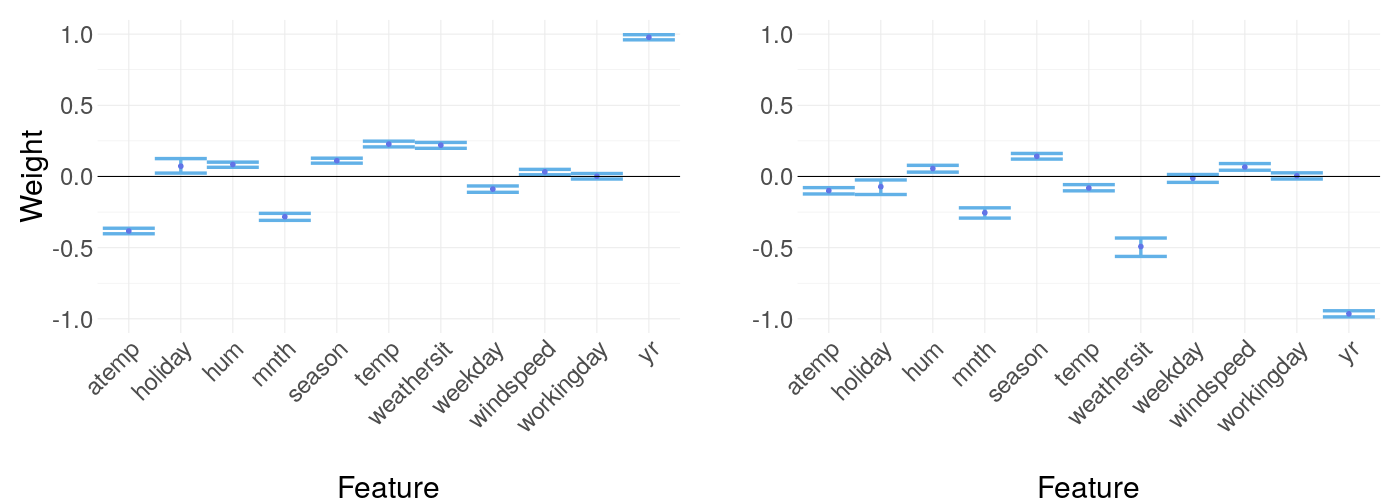 Weight
1.0
0.5
0.0
-0.5
-1.0
atemp
holiday
hum
mnth
season
temp
weathersit
weekday
windspeed
workingday
yr
Feature
1.0
0.5
0.0
-0.5
-1.0
atemp
holiday
hum
mnth
season
temp
weathersit
weekday
windspeed
workingday
yr
Feature